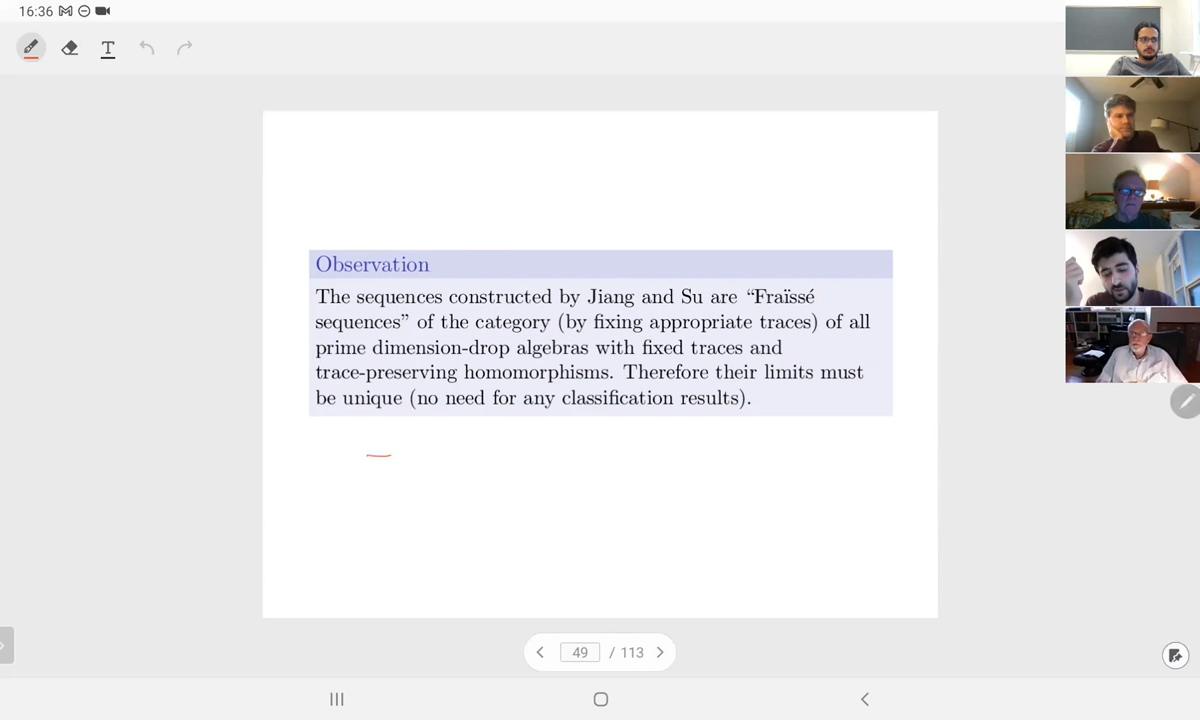 16:36
T
Observation
The sequences constructed by Jiang and Su are “Fraïssé
sequences” of the category (by fixing appropriate traces) of all
prime dimension-drop algebras with fixed traces and
trace-preserving homomorphisms. Therefore their limits must
be unique (no need for any classification results).
49 / 113